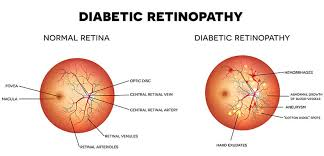 DIABETIC RETINOPATHY
NORMAL RETINA
FOVEA
MACULA
OPTIC DISC
CENTRAL RETINAL VEIN
CENTRAL RETINAL ARTERY
RETINAL VENULES
RETINAL ARTERIOLES
DIABETIC RETINOPATHY
HEMORRHAGES
ABNORMAL GROWTH
OF BLOOD VESSELS
ANEURYSM
"COTTON WOOL" SPOTS
HARD EXUDATES